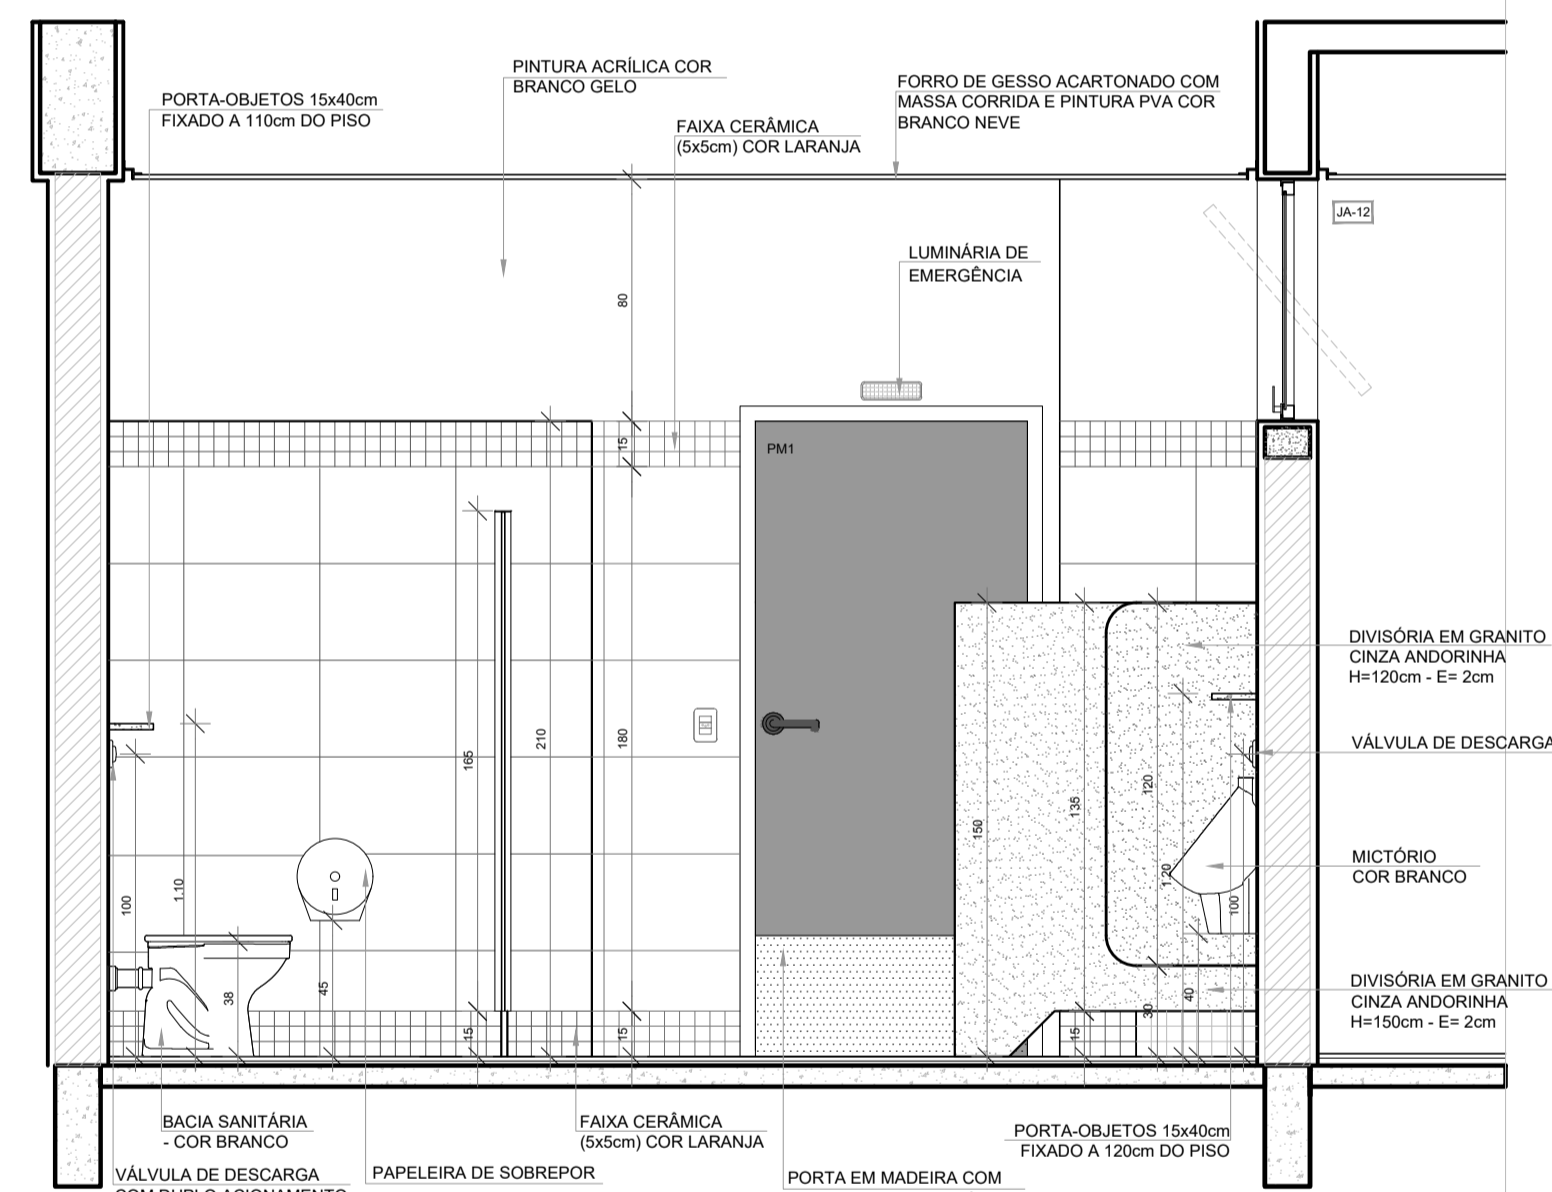 PINTURA ACRÍLICA COR
BRANCO GELO
PORTA-OBJETOS 15x40cm
FIXADO A 110cm DO PISO
FORRO DE GESSO ACARTONADO COM
MASSA CORRIDA E PINTURA PVA COR
BRANCO NEVE
FAIXA CERÂMICA
(5x5cm) COR LARANJA
JA-12
LUMINÁRIA DE
EMERGÊNCIA
80
15
PM1
DIVISÓRIA EM GRANITO
CINZA ANDORINHA
H=120cm - E= 2cm
165
210
180
VÁLVULA DE DESCARGA
120
135
150
MICTÓRIO
COR BRANCO
100
1.10
1.20
100
38
45
40
30
DIVISÓRIA EM GRANITO
CINZA ANDORINHA
H=150cm - E= 2cm
15
15
15
BACIA SANITÁRIA
- COR BRANCO
FAIXA CERÂMICA
(5x5cm) COR LARANJA
PORTA-OBJETOS 15x40cm
FIXADO A 120cm DO PISO
VÁLVULA DE DESCARGA
COM DUPLO ACIONAMENTO
PAPELEIRA DE SOBREPOR
PORTA EM MADEIRA COM